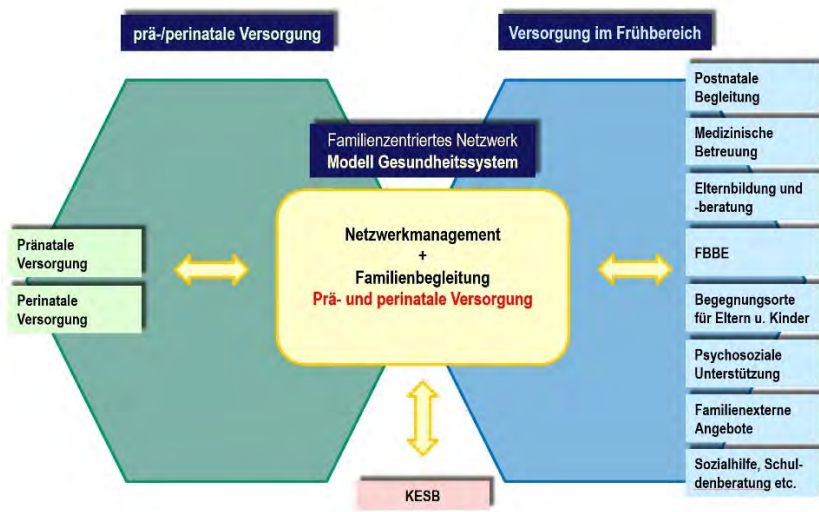 prä-/perinatale Versorgung
Versorgung im Frühbereich
Familienzentriertes Netzwerk
Modell Gesundheitssystem
Netzwerkmanagement
+
Familienbegleitung
Prä- und perinatale Versorgung
Pränatale
Versorgung
Perinatale
Versorgung
Postnatale
Begleitung
Medizinische
Betreuung
Elternbildung und
-beratung
FBBE
Begegnungsorte
für Eltern u. Kinder
Psychosoziale
Unterstützung
Familienexterne
Angebote
Sozialhilfe, Schul-
denberatung etc.
KESB